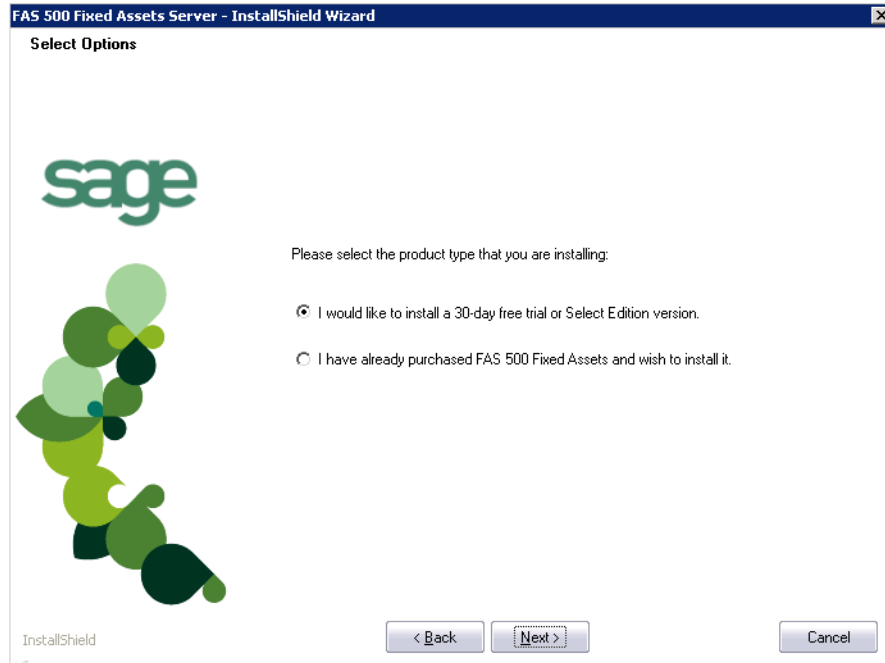 FAS 500 Fixed Assets Server - InstallShield Wizard
Select Options
sage
Please select the product type that you are installing:
I would like to install a 30-day free trial or Select Edition version.
I have already purchased FAS 500 Fixed Assets and wish to install it.
InstallShield
< Back
Next >
Cancel